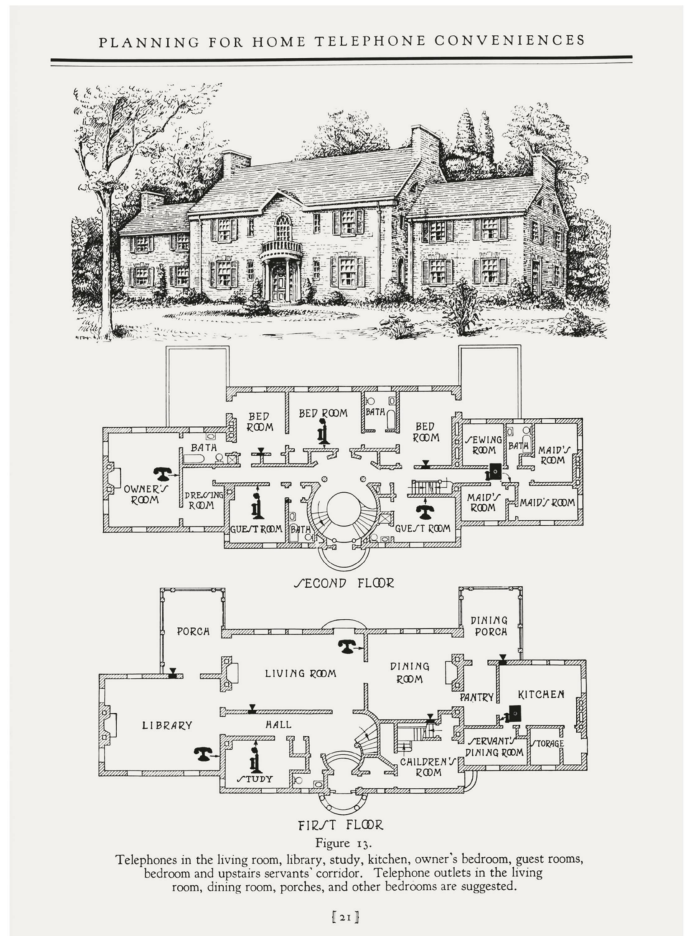 PLANNING FOR HOME TELEPHONE CONVENIENCES
BED ROOM
BED ROOM
BATH
BED ROOM
BATH
SEWING ROOM
BATH
MAID'S ROOM
OWNER'S ROOM
DRESSING ROOM
MAID'S ROOM
MAID'S ROOM
GUEST ROOM
BATH
GUEST ROOM
SECOND FLOOR
PORCH
DINING PORCH
LIVING ROOM
DINING ROOM
PANTRY
KITCHEN
LIBRARY
HALL
STUDY
CHILDREN'S ROOM
SERVANT'S DINING ROOM
STORAGE
FIRST FLOOR
Figure 13.
Telephones in the living room, library, study, kitchen, owner's bedroom, guest rooms,
bedroom and upstairs servants' corridor. Telephone outlets in the living
room, dining room, porches, and other bedrooms are suggested.
[21]